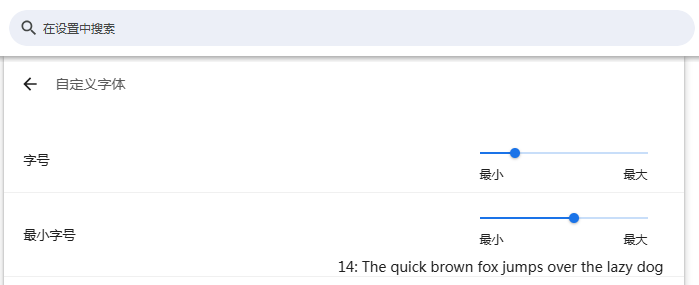 在设置中搜索
自定义字体
字号
最小 最大
最小字号
最小 最大
14: The quick brown fox jumps over the lazy dog